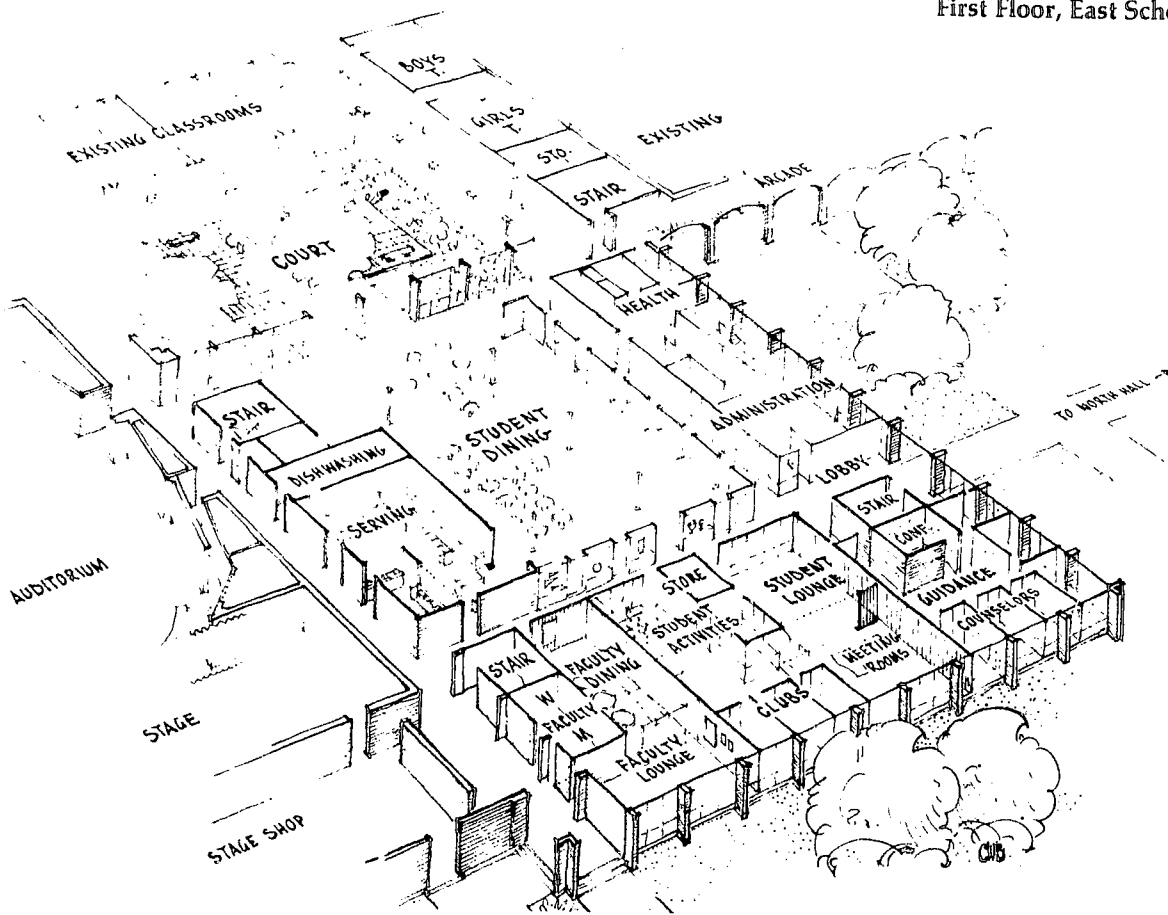 First Floor, East Scho
BOYS
T.
GIRLS
T.
STO.
STAIR
EXISTING
EXISTING CLASSROOMS
ARCADE
COURT
HEALTH
ADMINISTRATION
TO NORTH HALL
STAIR
STUDENT
DINING
DISHWASHING
LOBBY
SERVING
STAIR
CONF.
AUDITORIUM
STORE
STUDENT
LOUNGE
GUIDANCE
COUNSELORS
STUDENT
ACTIVITIES
MEETING
ROOMS
STAIR
FACULTY
DINING
W
FACULTY
M
CLUBS
STAGE
FACULTY
LOUNGE
STAGE SHOP